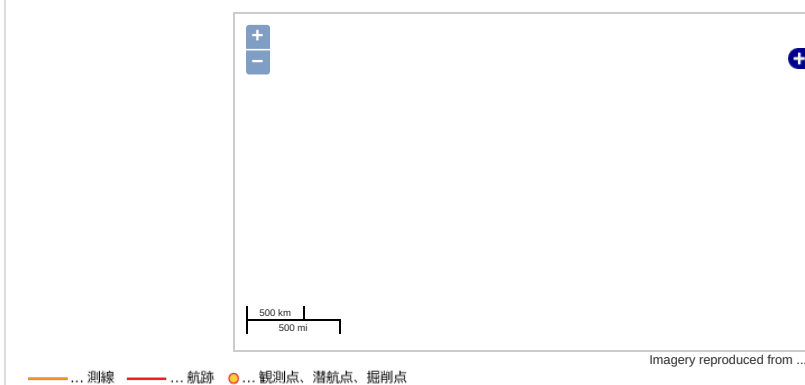 +
−
500 km
500 mi
Imagery reproduced from ...
... 測線 ... 航跡 ... 観測点、潜航点、掘削点